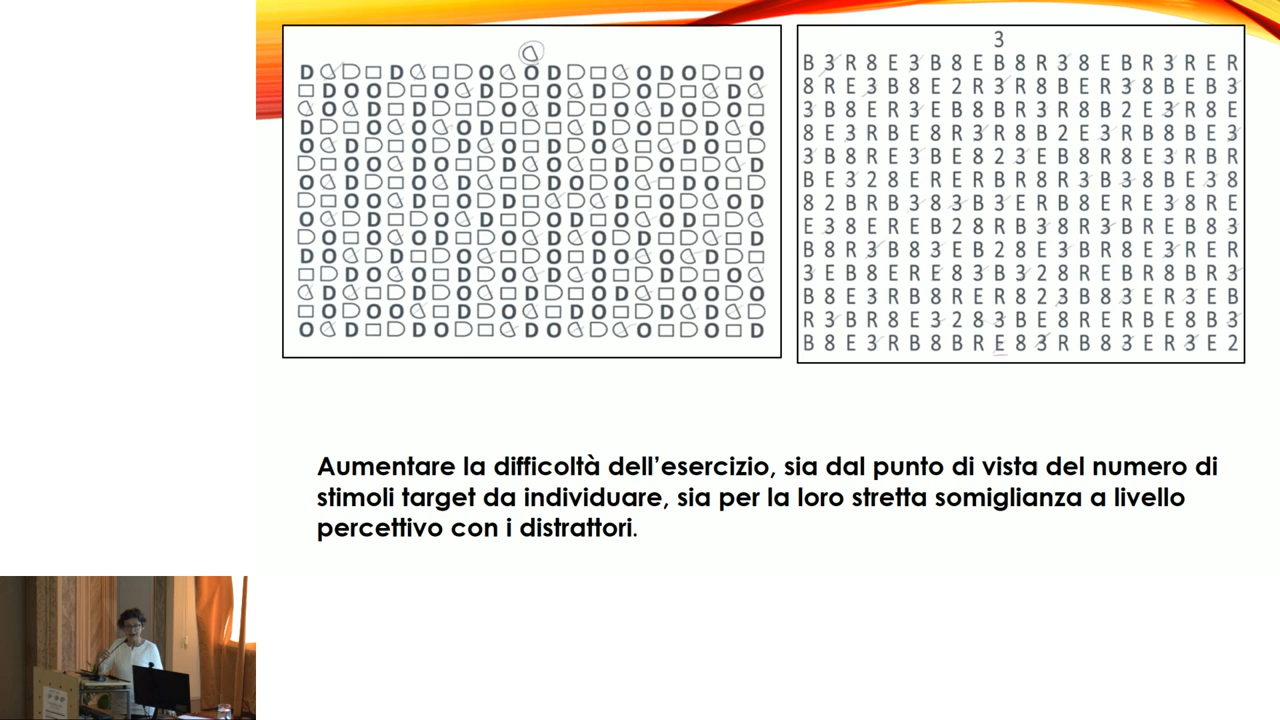 3
B 3 R 8 E 3 B 8 E B 8 R 3 8 E B R 3 R E R
8 R E 3 B 8 E 2 R 3 R 8 B E R 3 8 B E B 3
3 B 8 E R 3 E B 8 B R 3 R 8 B 2 E 3 R 8 E
8 E 3 R B E 8 R 3 R 8 B 2 E 3 R B 8 B E 3
3 B 8 R E 3 B E 8 2 3 E B 8 R 8 E 3 R B R
B E 3 2 8 E R E R B R 8 R 3 B 3 8 B E 3 8
8 2 B R B 3 8 3 B 3 E R B 8 E R E 3 8 R E
E 3 8 E R E B 2 8 R B 3 8 R 3 B R E B 8 3
B 8 R 3 B 8 3 E B 2 8 E 3 B R 8 E 3 R E R
3 E B 8 E R E 8 3 B 3 2 8 R E B R 8 B R 3
B 8 E 3 R B 8 R E R 8 2 3 B 8 3 E R 3 E B
R 3 B R 8 E 3 2 8 3 B E 8 R E R B E 8 B 3
B 8 E 3 R B 8 B R E 8 3 R B 8 3 E R 3 E 2
Aumentare la difficoltà dell'esercizio, sia dal punto di vista del numero di
stimoli target da individuare, sia per la loro stretta somiglianza a livello
percettivo con i distrattori.